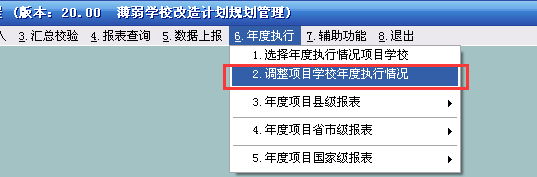 (版本: 20.00 薄弱学校改造计划规划管理)
3.汇总校验 4.报表查询 5.数据上报 6.年度执行 7.辅助功能 8.退出
1.选择年度执行情况项目学校
2.调整项目学校年度执行情况
3.年度项目县级报表
4.年度项目省市级报表
5.年度项目国家级报表